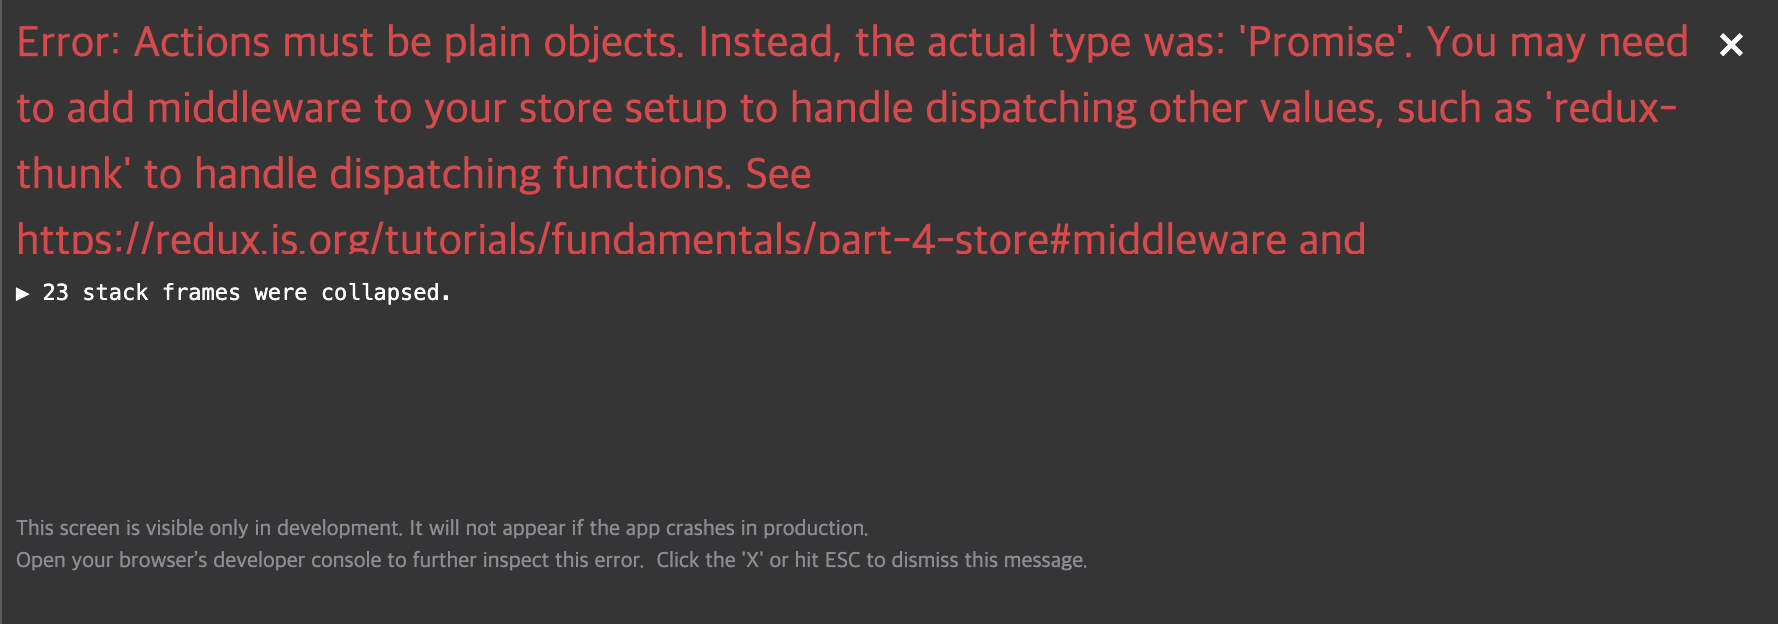 Error: Actions must be plain objects. Instead, the actual type was: 'Promise'. You may need
to add middleware to your store setup to handle dispatching other values, such as 'redux-
thunk' to handle dispatching functions. See
https://redux.js.org/tutorials/fundamentals/part-4-store#middleware and
▶ 23 stack frames were collapsed.
This screen is visible only in development. It will not appear if the app crashes in production.
Open your browser’s developer console to further inspect this error.  Click the 'X' or hit ESC to dismiss this message.